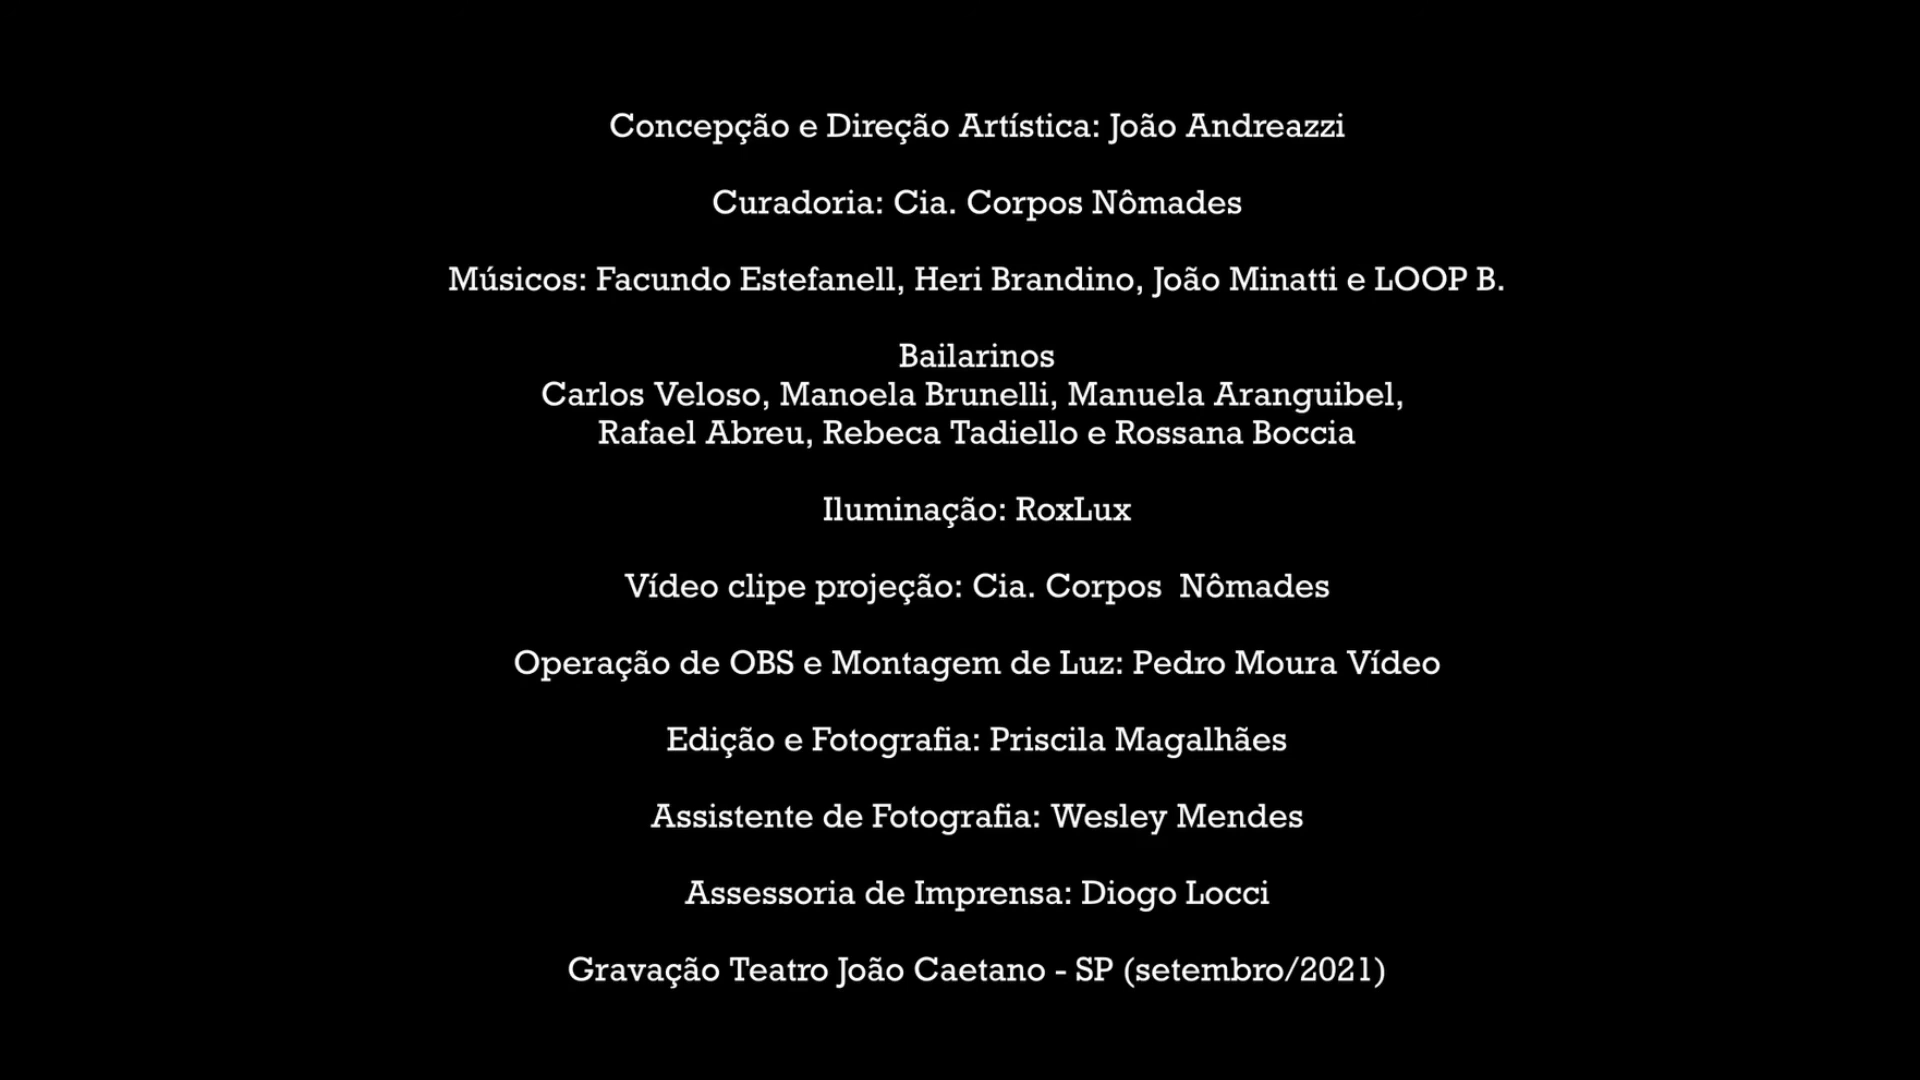 Concepção e Direção Artística: João Andreazzi
Curadoria: Cia. Corpos Nômades
Músicos: Facundo Estefanell, Heri Brandino, João Minatti e LOOP B.
Bailarinos
Carlos Veloso, Manoela Brunelli, Manuela Aranguibel,
Rafael Abreu, Rebeca Tadiello e Rossana Boccia
Iluminação: RoxLux
Vídeo clipe projeção: Cia. Corpos  Nômades
Operação de OBS e Montagem de Luz: Pedro Moura Vídeo
Edição e Fotografia: Priscila Magalhães
Assistente de Fotografia: Wesley Mendes
Assessoria de Imprensa: Diogo Locci
Gravação Teatro João Caetano - SP (setembro/2021)